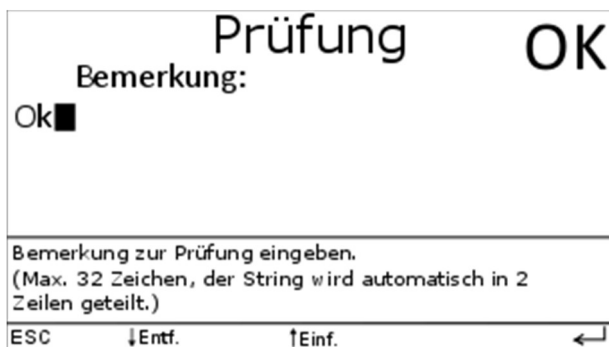 Prüfung OK
Bemerkung:
Ok
Bemerkung zur Prüfung eingeben.
(Max. 32 Zeichen, der String wird automatisch in 2
Zeilen geteilt.)
ESC ↓Entf. ↑Einf. ↵